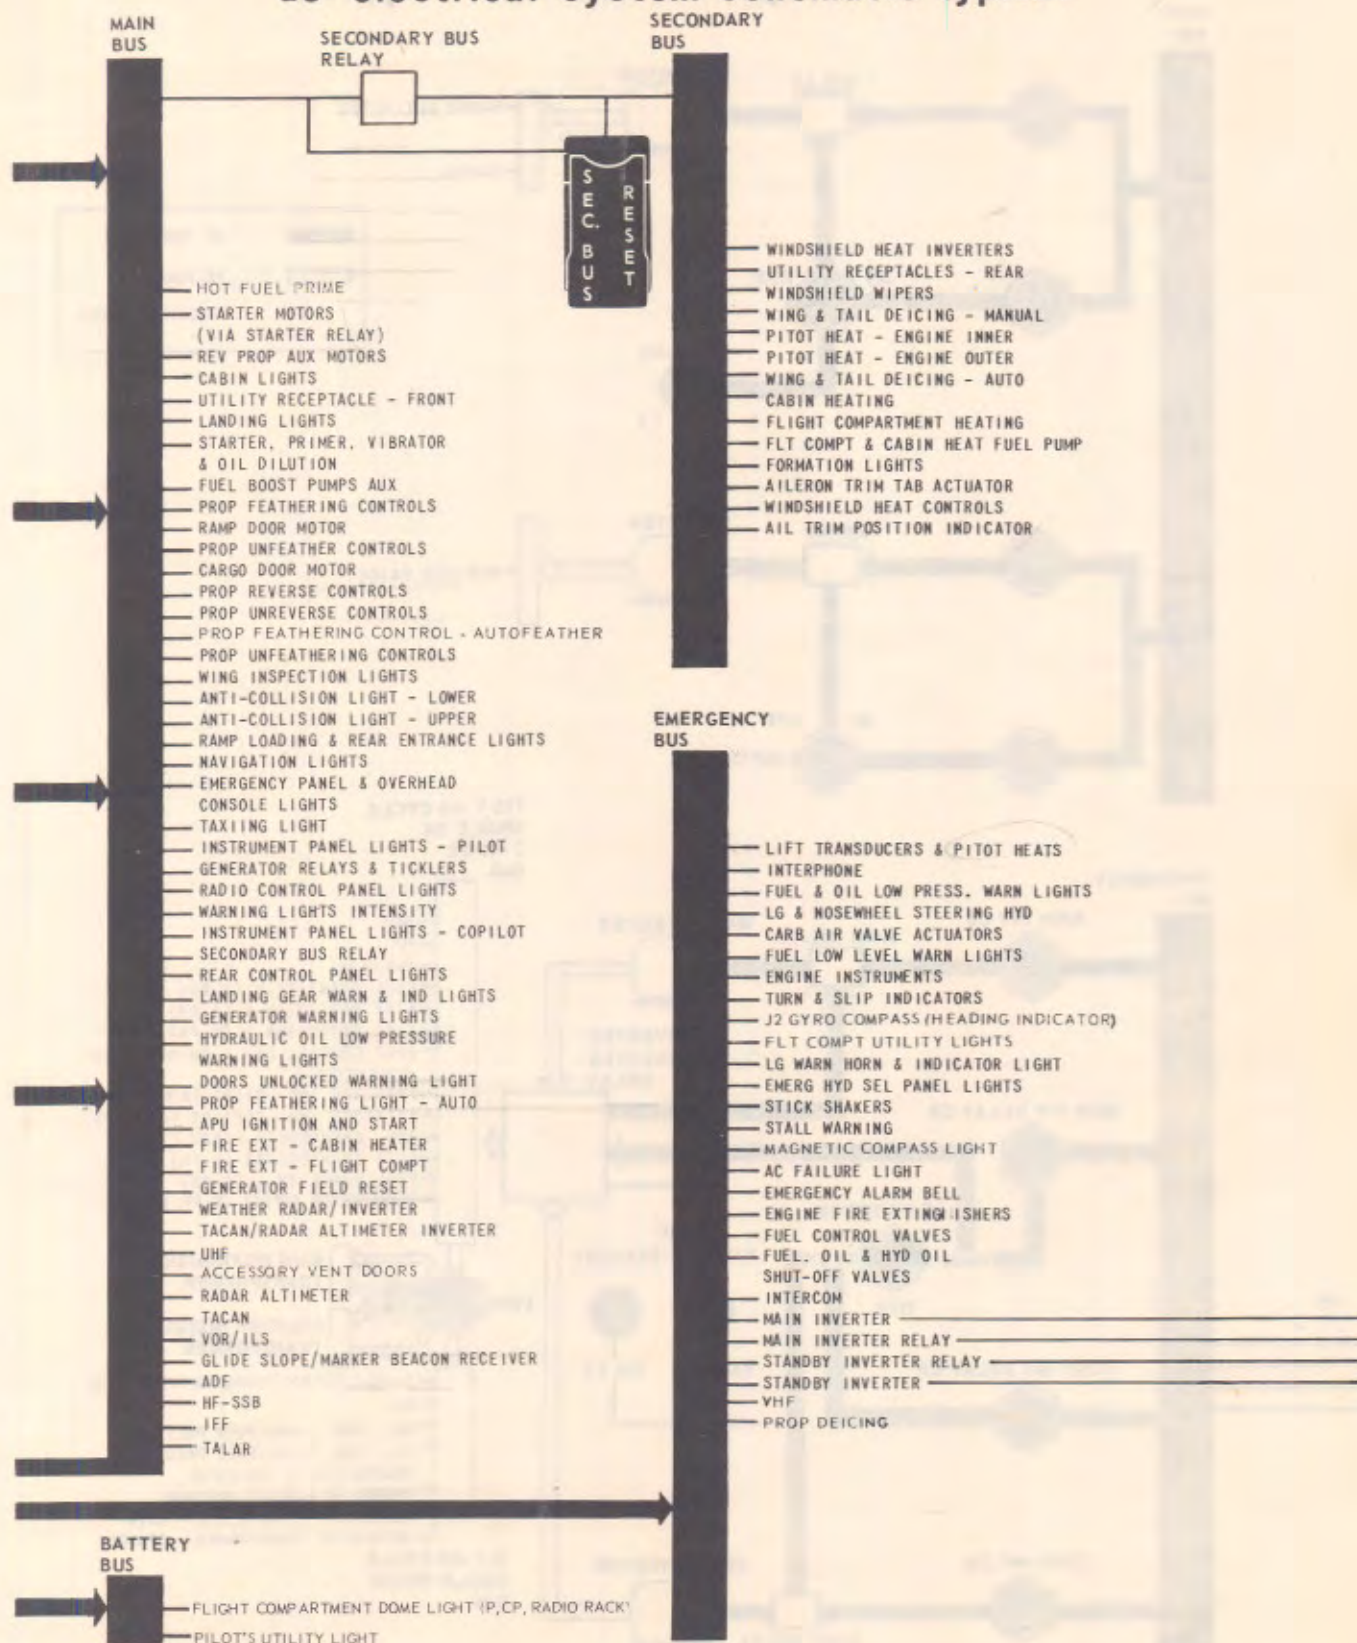 MAIN
BUS
SECONDARY BUS
RELAY
SECONDARY
BUS
SEC. BUS
RESET
HOT FUEL PRIME
STARTER MOTORS
(VIA STARTER RELAY)
REV PROP AUX MOTORS
CABIN LIGHTS
UTILITY RECEPTACLE - FRONT
LANDING LIGHTS
STARTER, PRIMER, VIBRATOR
& OIL DILUTION
FUEL BOOST PUMPS AUX
PROP FEATHERING CONTROLS
RAMP DOOR MOTOR
PROP UNFEATHER CONTROLS
CARGO DOOR MOTOR
PROP REVERSE CONTROLS
PROP UNREVERSE CONTROLS
PROP FEATHERING CONTROL - AUTOFEATHER
PROP UNFEATHERING CONTROLS
WING INSPECTION LIGHTS
ANTI-COLLISION LIGHT - LOWER
ANTI-COLLISION LIGHT - UPPER
RAMP LOADING & REAR ENTRANCE LIGHTS
NAVIGATION LIGHTS
EMERGENCY PANEL & OVERHEAD
CONSOLE LIGHTS
TAXIING LIGHT
INSTRUMENT PANEL LIGHTS - PILOT
GENERATOR RELAYS & TICKLERS
RADIO CONTROL PANEL LIGHTS
WARNING LIGHTS INTENSITY
INSTRUMENT PANEL LIGHTS - COPILOT
SECONDARY BUS RELAY
REAR CONTROL PANEL LIGHTS
LANDING GEAR WARN & IND LIGHTS
GENERATOR WARNING LIGHTS
HYDRAULIC OIL LOW PRESSURE
WARNING LIGHTS
DOORS UNLOCKED WARNING LIGHT
PROP FEATHERING LIGHT - AUTO
APU IGNITION AND START
FIRE EXT - CABIN HEATER
FIRE EXT - FLIGHT COMPT
GENERATOR FIELD RESET
WEATHER RADAR/INVERTER
TACAN/RADAR ALTIMETER INVERTER
UHF
ACCESSORY VENT DOORS
RADAR ALTIMETER
TACAN
VOR/ILS
GLIDE SLOPE/MARKER BEACON RECEIVER
ADF
HF-SSB
IFF
TALAR
WINDSHIELD HEAT INVERTERS
UTILITY RECEPTACLES - REAR
WINDSHIELD WIPERS
WING & TAIL DEICING - MANUAL
PITOT HEAT - ENGINE INNER
PITOT HEAT - ENGINE OUTER
WING & TAIL DEICING - AUTO
CABIN HEATING
FLIGHT COMPARTMENT HEATING
FLT COMPT & CABIN HEAT FUEL PUMP
FORMATION LIGHTS
AILERON TRIM TAB ACTUATOR
WINDSHIELD HEAT CONTROLS
AIL TRIM POSITION INDICATOR
EMERGENCY
BUS
LIFT TRANSDUCERS & PITOT HEATS
INTERPHONE
FUEL & OIL LOW PRESS. WARN LIGHTS
LG & NOSEWHEEL STEERING HYD
CARB AIR VALVE ACTUATORS
FUEL LOW LEVEL WARN LIGHTS
ENGINE INSTRUMENTS
TURN & SLIP INDICATORS
J2 GYRO COMPASS (HEADING INDICATOR)
FLT COMPT UTILITY LIGHTS
LG WARN HORN & INDICATOR LIGHT
EMERG HYD SEL PANEL LIGHTS
STICK SHAKERS
STALL WARNING
MAGNETIC COMPASS LIGHT
AC FAILURE LIGHT
EMERGENCY ALARM BELL
ENGINE FIRE EXTINGUISHERS
FUEL CONTROL VALVES
FUEL. OIL & HYD OIL
SHUT-OFF VALVES
INTERCOM
MAIN INVERTER
MAIN INVERTER RELAY
STANDBY INVERTER RELAY
STANDBY INVERTER
VHF
PROP DEICING
BATTERY
BUS
FLIGHT COMPARTMENT DOME LIGHT (P,CP, RADIO RACK)
PILOT'S UTILITY LIGHT